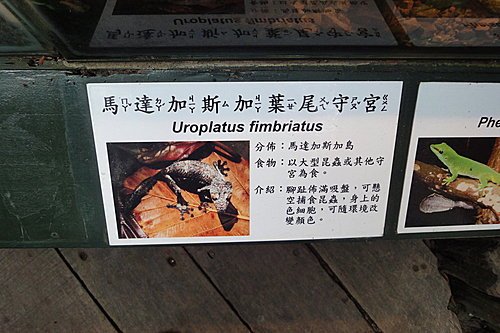 馬達加斯加葉尾守宮
Uroplatus fimbriatus
分佈：馬達加斯加島
食物：以大型昆蟲或其他守
宮為食。
介紹：腳趾佈滿吸盤，可懸
空捕食昆蟲，身上的
色細胞，可隨環境改
變顏色。
Phe